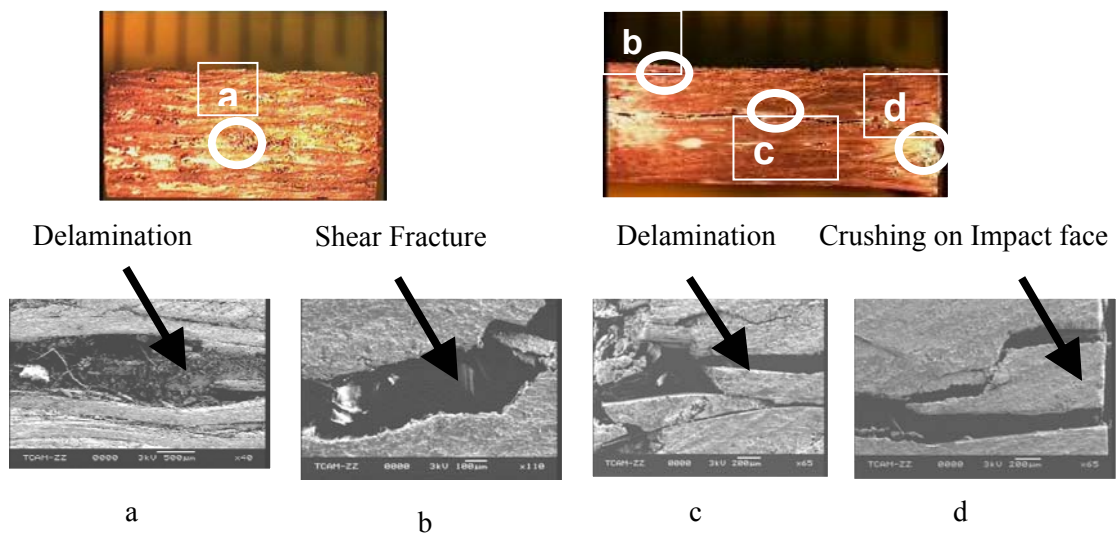 a
b
c
d
Delamination
Shear Fracture
Delamination
Crushing on Impact face
TCAM-ZZ 0000 3kV 500μm x40
TCAM-ZZ 0000 3kV 100μm x110
TCAM-ZZ 0000 3kV 200μm x65
TCAM-ZZ 0000 3kV 200μm x65
a
b
c
d